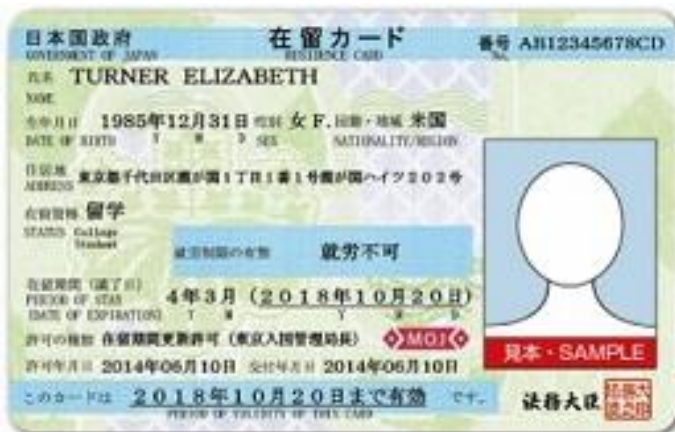 日本国政府 在留カード 番号 AB12345678CD
GOVERNMENT OF JAPAN RESIDENCE CARD No.
氏名 TURNER ELIZABETH
NAME
生年月日 1985年12月31日 性別 女 F. 国籍・地域 米国
DATE OF BIRTH Y M D SEX NATIONALITY/REGION
住居地 東京都千代田区霞が関1丁目1番1号霞が関ハイツ202号
ADDRESS
在留資格 留学
STATUS College
Student
就労制限の有無 就労不可
在留期間(満了日) 4年3月(2018年10月20日)
PERIOD OF STAY Y M Y M D
(DATE OF EXPIRATION)
許可の種類 在留期間更新許可(東京入国管理局長) MOJ
許可年月日 2014年06月10日 交付年月日 2014年06月10日
見本・SAMPLE
このカードは 2018年10月20日まで有効 です。
PERIOD OF VALIDITY OF THIS CARD
法務大臣